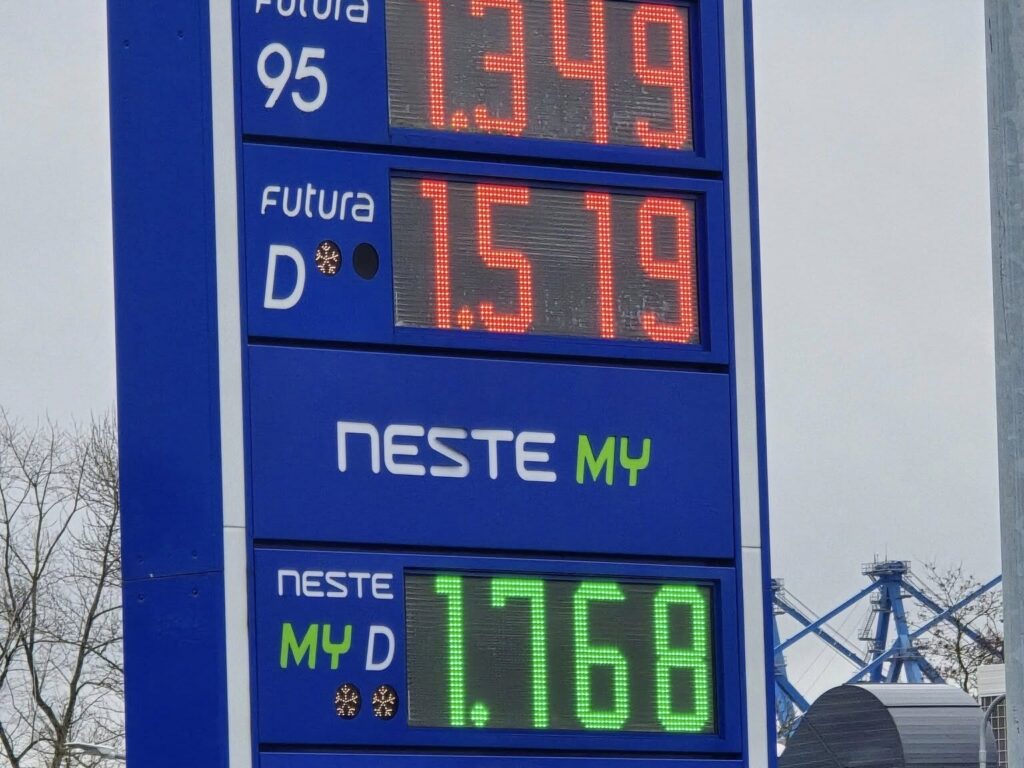 Futura
95
1.349
Futura
D
1.519
NESTE MY
NESTE
MY D
1.768